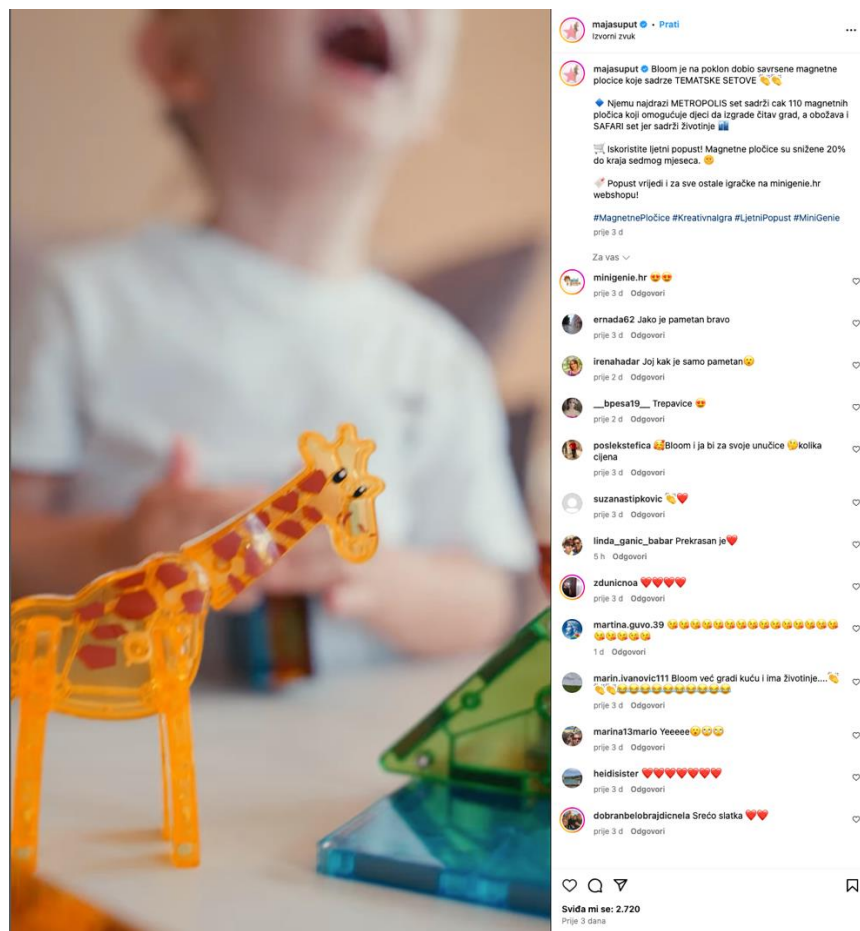 majasuput • Prati
Izvorni zvuk
majasuput Bloom je na poklon dobio savrsene magnetne
plocice koje sadrze TEMATSKE SETOVE 👏👏
🔹 Njemu najdrazi METROPOLIS set sadrži cak 110 magnetnih
pločica koji omogućuje djeci da izgrade čitav grad, a obožava i
SAFARI set jer sadrži životinje 🏙️
🛒 Iskoristite ljetni popust! Magnetne pločice su snižene 20%
do kraja sedmog mjeseca. 🤫
🍼 Popust vrijedi i za sve ostale igračke na minigenie.hr
webshopu!
#MagnetnePločice #KreativnaIgra #LjetniPopust #MiniGenie
prije 3 d
Za vas
minigenie.hr 😍😍
prije 3 d Odgovori
ernada62 Jako je pametan bravo
prije 3 d Odgovori
irenahadar Joj kak je samo pametan😮
prije 2 d Odgovori
__bpesa19__ Trepavice 😍
prije 2 d Odgovori
poslekstefica 🥰Bloom i ja bi za svoje unučice 🤔kolika
cijena
prije 3 d Odgovori
suzanastipkovic 👏❤️
prije 3 d Odgovori
linda_ganic_babar Prekrasan je❤️
5 h Odgovori
zdunicnoa ❤️❤️❤️❤️
prije 3 d Odgovori
martina.guvo.39 😘😘😘😘😘😘😘😘😘😘😘😘😘😘😘
😘😘😘😘😘
1 d Odgovori
marin.ivanovic111 Bloom već gradi kuću i ima životinje....👏
👏👏😂😂😂😂😂😂😂😂😂😂
prije 3 d Odgovori
marina13mario Yeeeee😮😁😁
prije 3 d Odgovori
heidisister ❤️❤️❤️❤️❤️❤️❤️
prije 3 d Odgovori
dobranbelobrajdicnela Srećo slatka ❤️❤️
prije 3 d Odgovori
Sviđa mi se: 2.720
Prije 3 dana